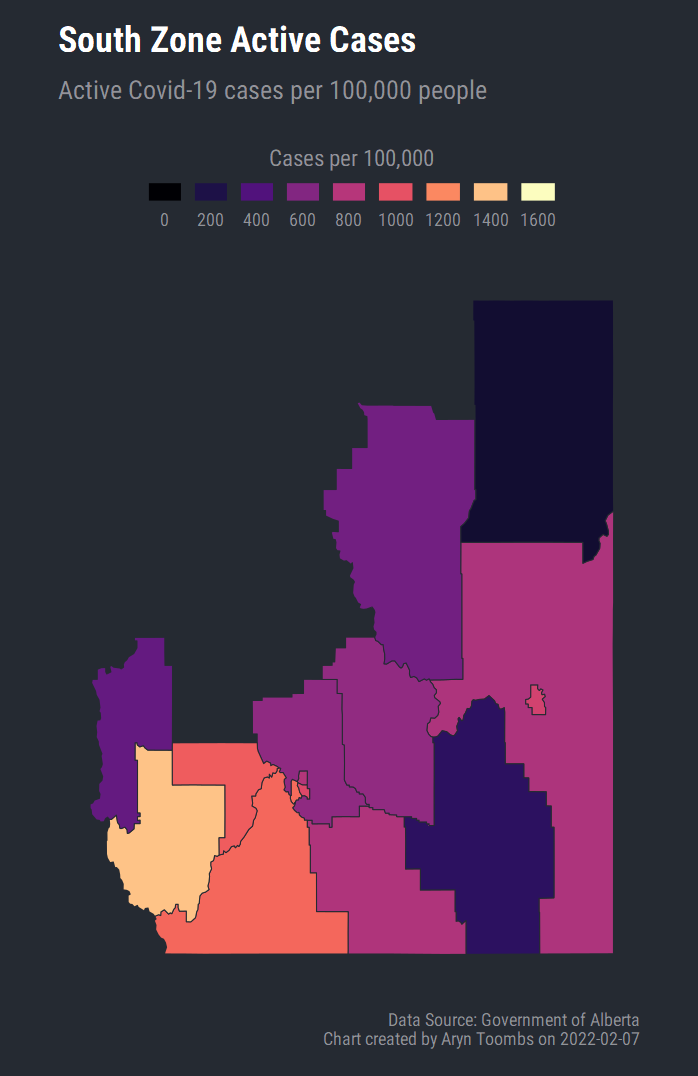 South Zone Active Cases
Active Covid-19 cases per 100,000 people
Cases per 100,000
0 200 400 600 800 1000 1200 1400 1600
Data Source: Government of Alberta
Chart created by Aryn Toombs on 2022-02-07